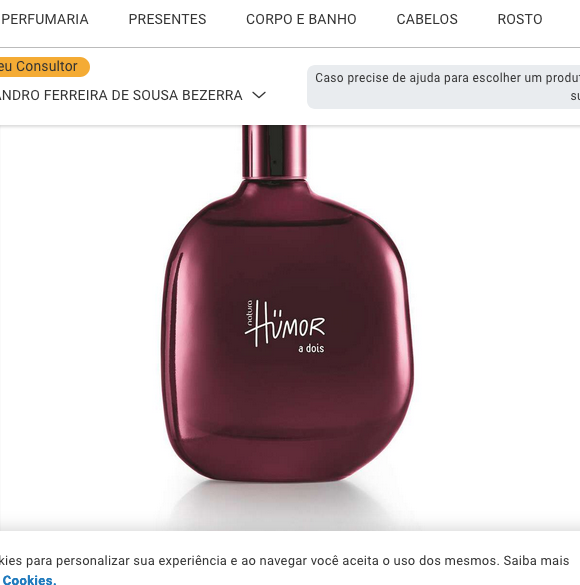 PERFUMARIA PRESENTES CORPO E BANHO CABELOS ROSTO
eu Consultor
ANDRO FERREIRA DE SOUSA BEZERRA
Caso precise de ajuda para escolher um produt
su
natura
HÜMOR
a dois
kies para personalizar sua experiência e ao navegar você aceita o uso dos mesmos. Saiba mais
Cookies.